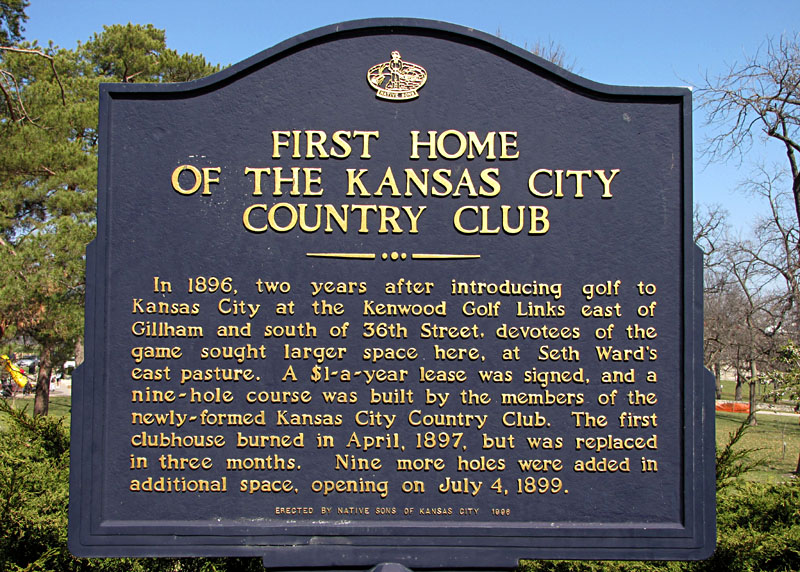 NATIVE SONS
FIRST HOME
OF THE KANSAS CITY
COUNTRY CLUB
In 1896, two years after introducing golf to
Kansas City at the Kenwood Golf Links east of
Gillham and south of 36th Street, devotees of the
game sought larger space here, at Seth Ward's
east pasture. A $1-a-year lease was signed, and a
nine-hole course was built by the members of the
newly-formed Kansas City Country Club. The first
clubhouse burned in April, 1897, but was replaced
in three months. Nine more holes were added in
additional space, opening on July 4, 1899.
ERECTED BY NATIVE SONS OF KANSAS CITY 1996